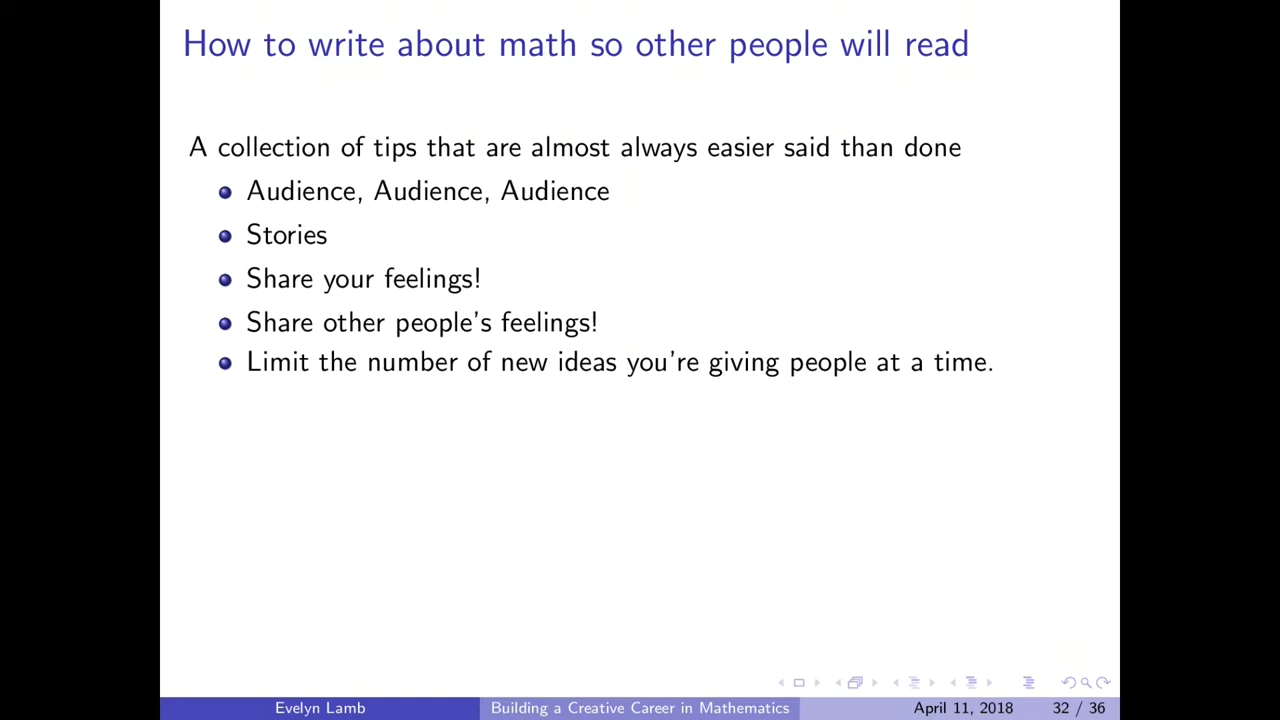 How to write about math so other people will read
A collection of tips that are almost always easier said than done
Audience, Audience, Audience
Stories
Share your feelings!
Share other people's feelings!
Limit the number of new ideas you're giving people at a time.
Evelyn Lamb
Building a Creative Career in Mathematics
April 11, 2018
32 / 36